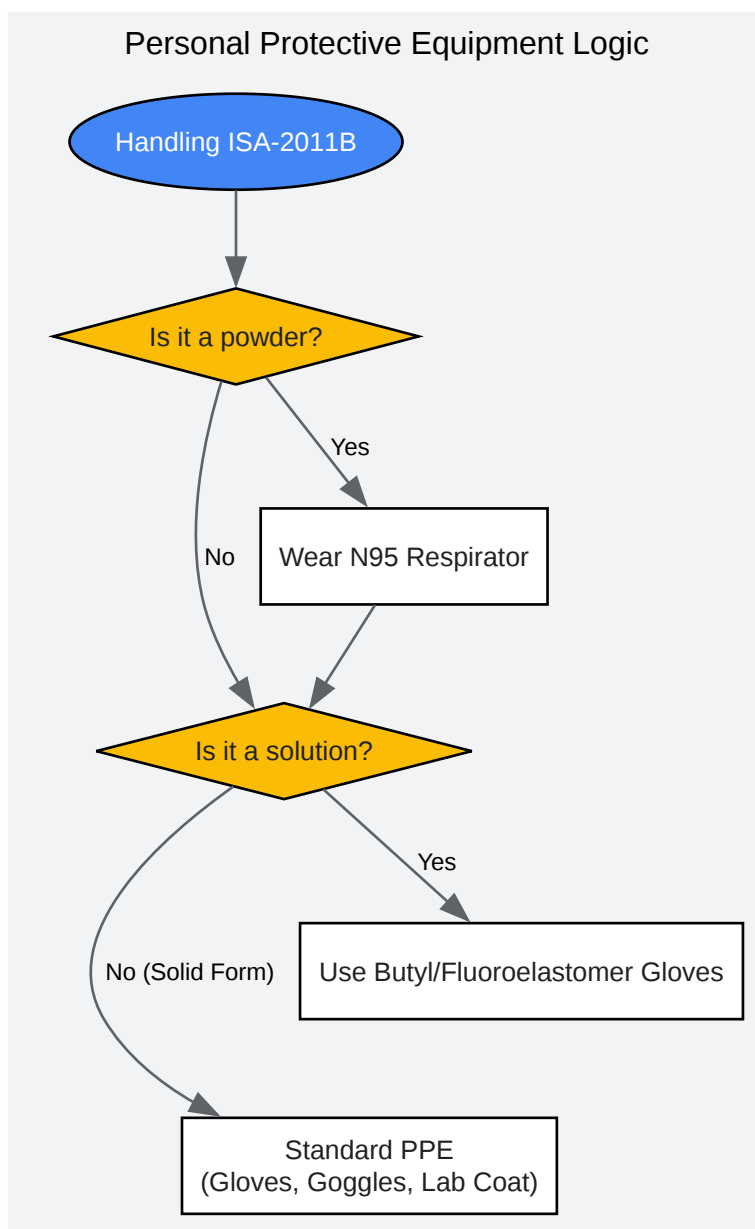 Personal Protective Equipment Logic
Handling ISA-2011B
Is it a powder?
Yes
Wear N95 Respirator
No
Is it a solution?
Yes
Use Butyl/Fluoroelastomer Gloves
No (Solid Form)
Standard PPE
(Gloves, Goggles, Lab Coat)